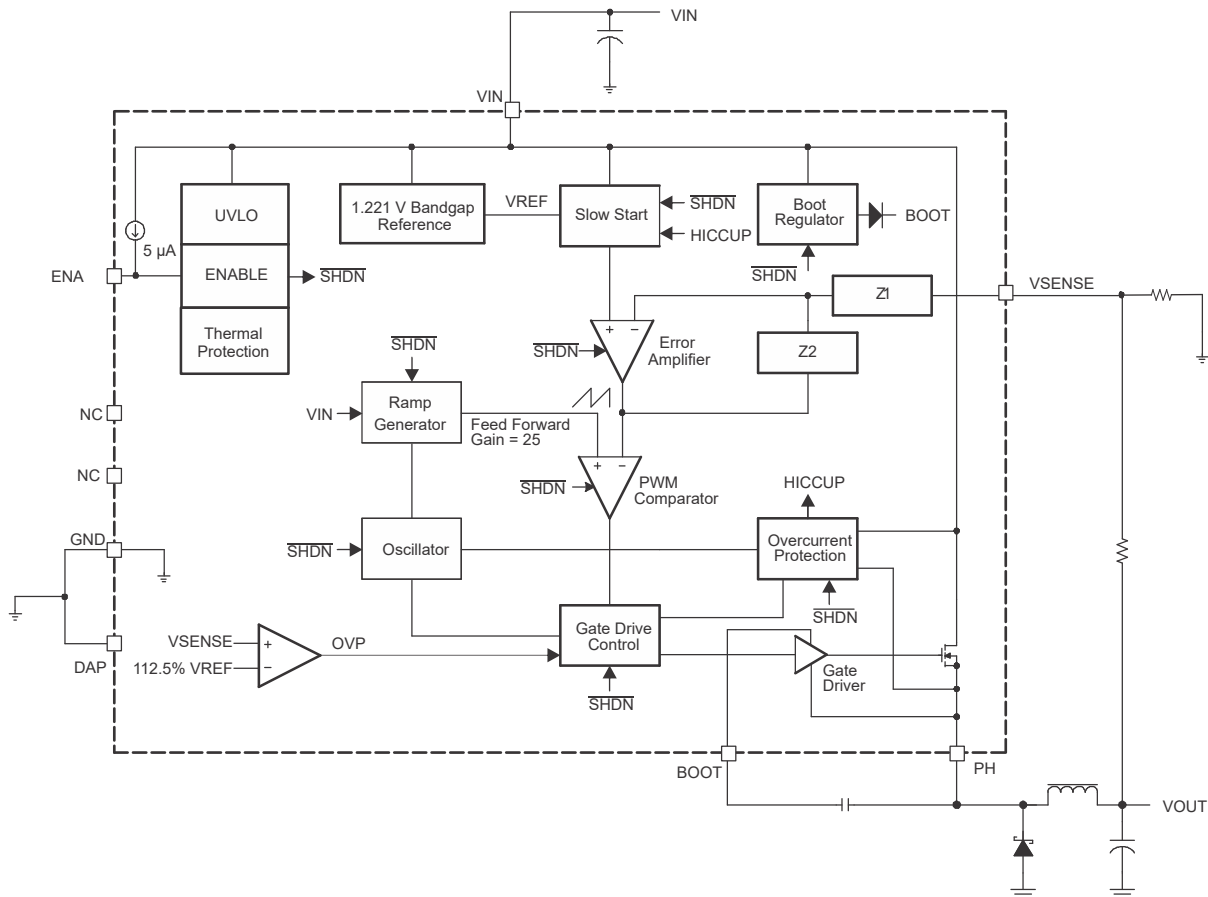 VIN
VIN
UVLO
1.221 V Bandgap
Reference
VREF
Slow Start
SHDN
HICCUP
Boot
Regulator
BOOT
SHDN
5 µA
ENA
ENABLE
SHDN
Thermal
Protection
Z1
VSENSE
Z2
+
−
Error
Amplifier
SHDN
SHDN
NC
VIN
Ramp
Generator
Feed Forward
Gain = 25
NC
+
−
PWM
Comparator
SHDN
HICCUP
GND
SHDN
Oscillator
Overcurrent
Protection
SHDN
DAP
VSENSE
112.5% VREF
+
−
OVP
Gate Drive
Control
SHDN
Gate
Driver
BOOT
PH
VOUT